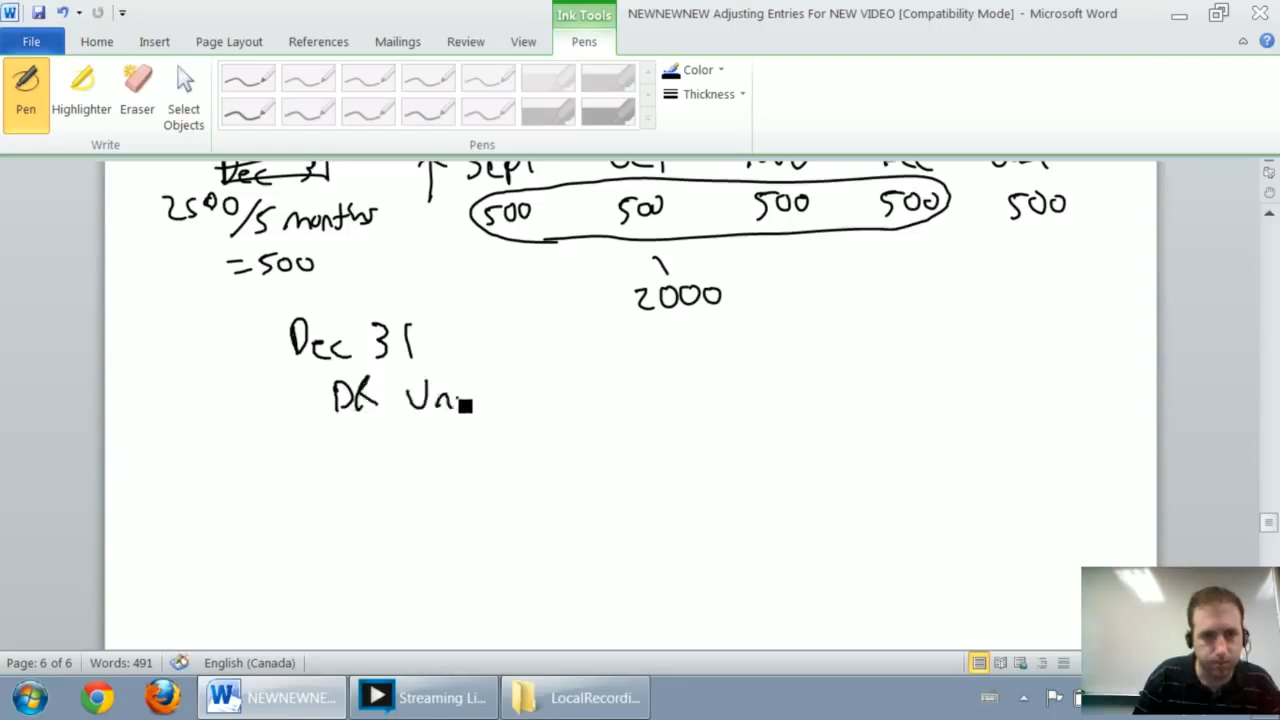 Ink Tools
NEWNEWNEW Adjusting Entries For NEW VIDEO [Compatibility Mode] - Microsoft Word
File Home Insert Page Layout References Mailings Review View Pens
Pen Highlighter Eraser Select Objects
Color
Thickness
Write Pens
Dec 31
Sept
2500/5 months
500 500 500 500 500
= 500
2000
Dec 31
DR Un
Page: 6 of 6 Words: 491 English (Canada)
NEWNEWNE... Streaming Li... LocalRecordi...